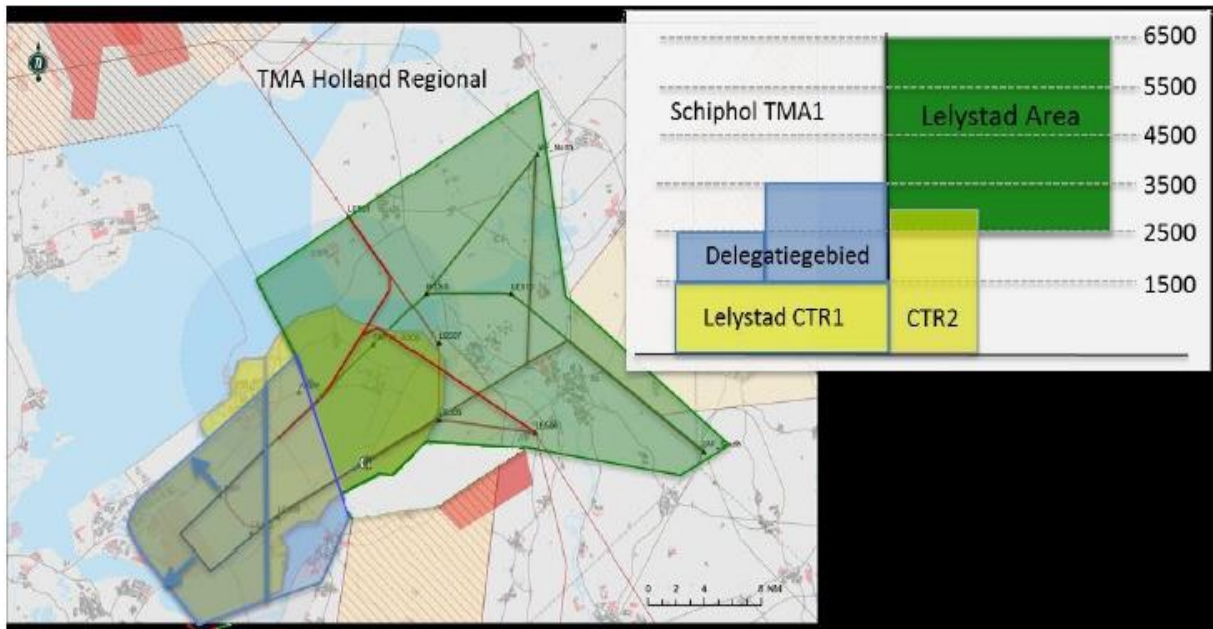 TMA Holland Regional
LE507
0 2 4 8 NM
6500
5500
Schiphol TMA1
Lelystad Area
4500
3500
2500
Delegatiegebied
1500
Lelystad CTR1
CTR2